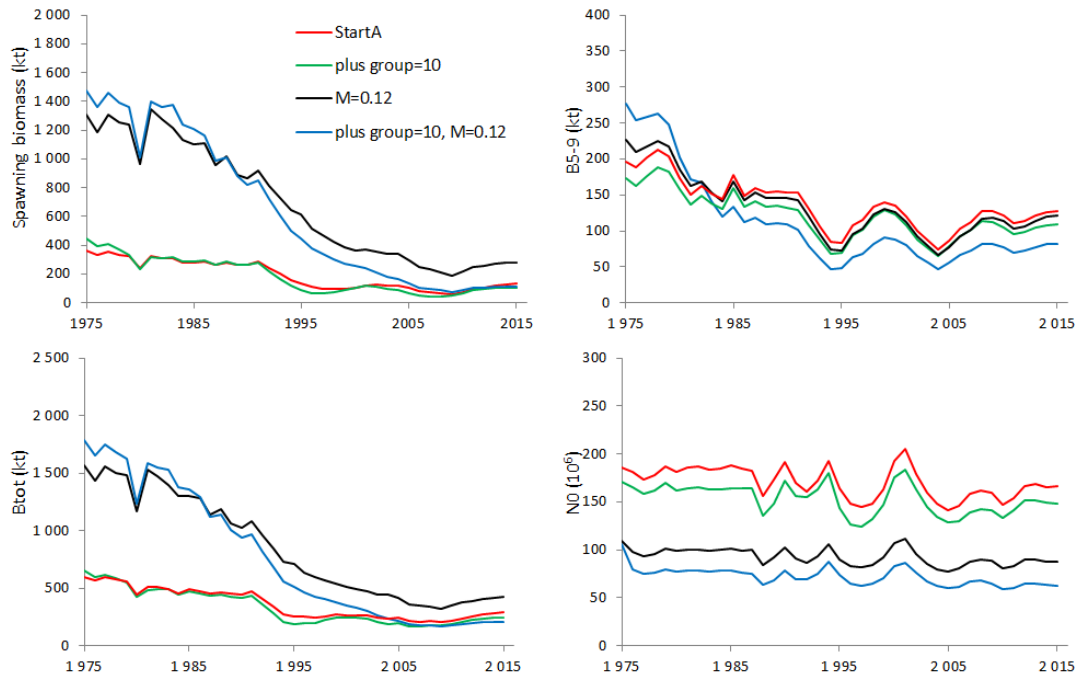 Spawning biomass (kt)
2 000
1 800
1 600
1 400
1 200
1 000
800
600
400
200
0
1975 1985 1995 2005 2015
StartA
plus group=10
M=0.12
plus group=10, M=0.12
B5-9 (kt)
400
350
300
250
200
150
100
50
0
1 975 1 985 1 995 2 005 2 015
Btot (kt)
2 500
2 000
1 500
1 000
500
0
1 975 1 985 1 995 2 005 2 015
N0 (10⁶)
300
250
200
150
100
50
0
1 975 1 985 1 995 2 005 2 015